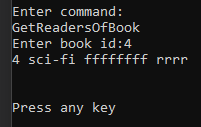 Enter command:
GetReadersOfBook
Enter book id:4
4 sci-fi ffffffff rrrr
Press any key